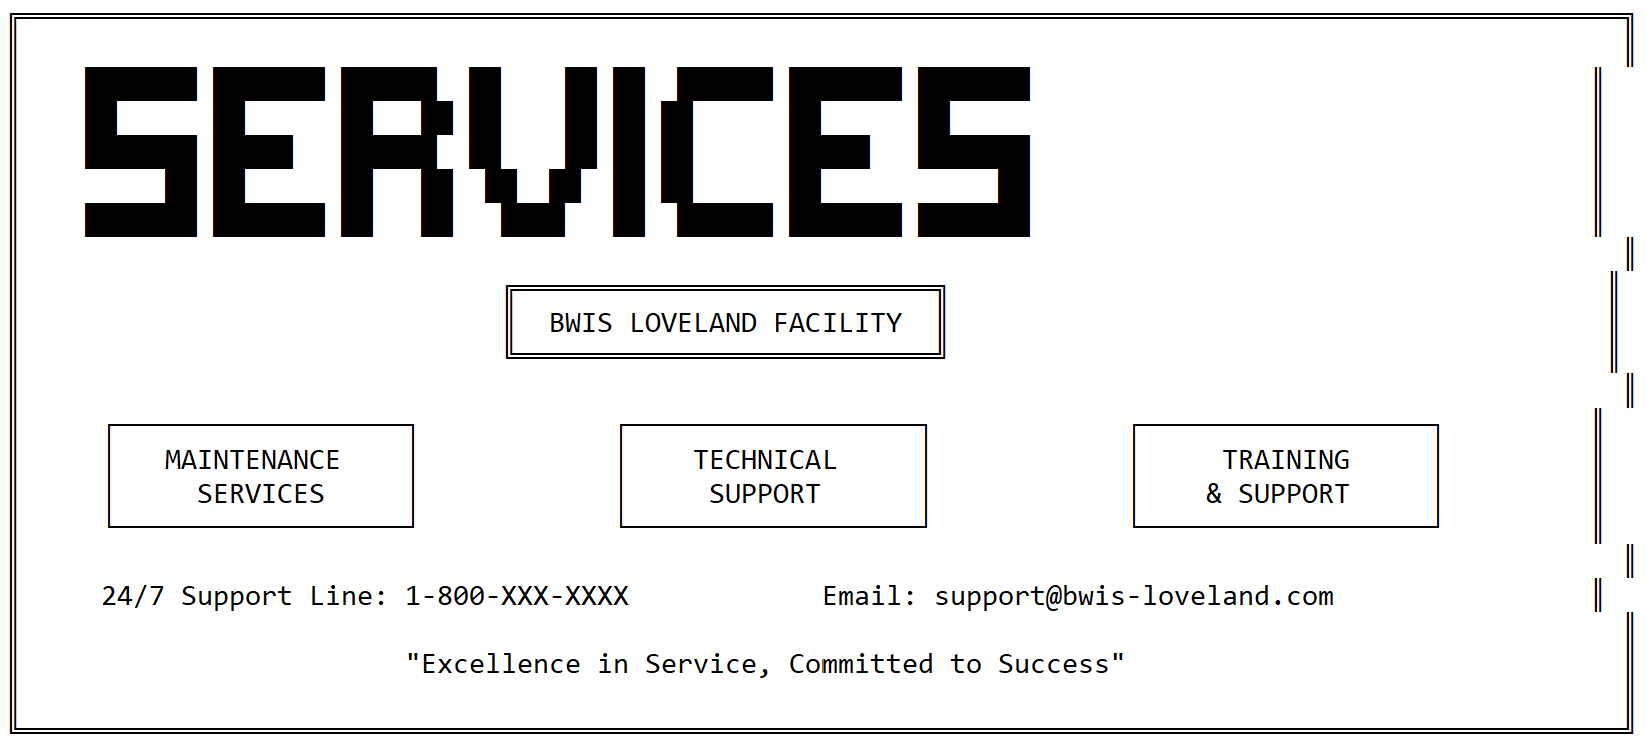 SERVICES
BWIS LOVELAND FACILITY
MAINTENANCE SERVICES
TECHNICAL SUPPORT
TRAINING & SUPPORT
24/7 Support Line: 1-800-XXX-XXXX
Email: support@bwis-loveland.com
"Excellence in Service, Committed to Success"